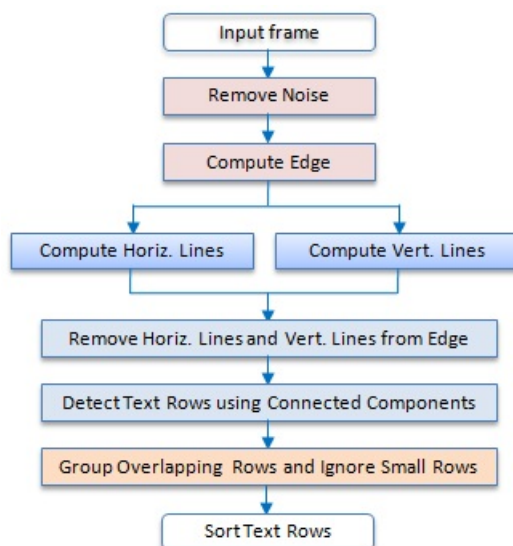 Input frame
Remove Noise
Compute Edge
Compute Horiz. Lines
Compute Vert. Lines
Remove Horiz. Lines and Vert. Lines from Edge
Detect Text Rows using Connected Components
Group Overlapping Rows and Ignore Small Rows
Sort Text Rows